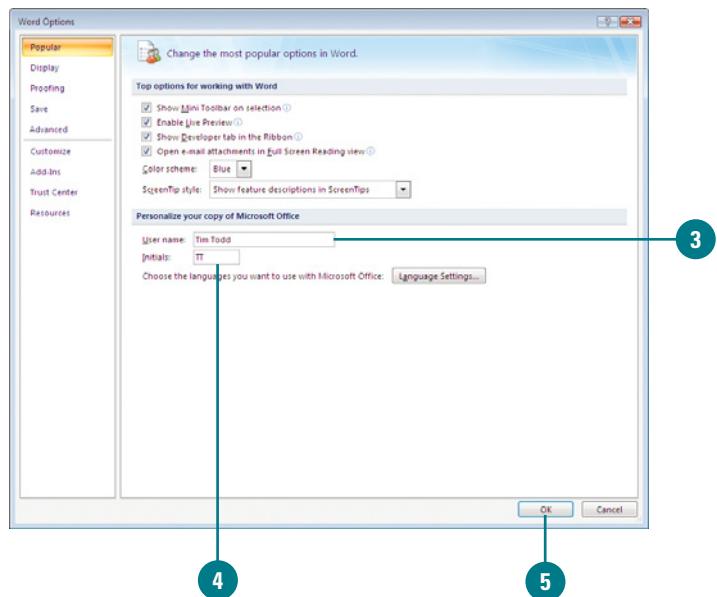 Word Options
Popular
Display
Proofing
Save
Advanced
Customize
Add-Ins
Trust Center
Resources
Change the most popular options in Word.
Top options for working with Word
Show Mini Toolbar on selection
Enable Live Preview
Show Developer tab in the Ribbon
Open e-mail attachments in Full Screen Reading view
Color scheme: Blue
ScreenTip style: Show feature descriptions in ScreenTips
Personalize your copy of Microsoft Office
User name: Tim Todd
3
Initials: TT
Choose the languages you want to use with Microsoft Office: Language Settings...
OK Cancel
4 5